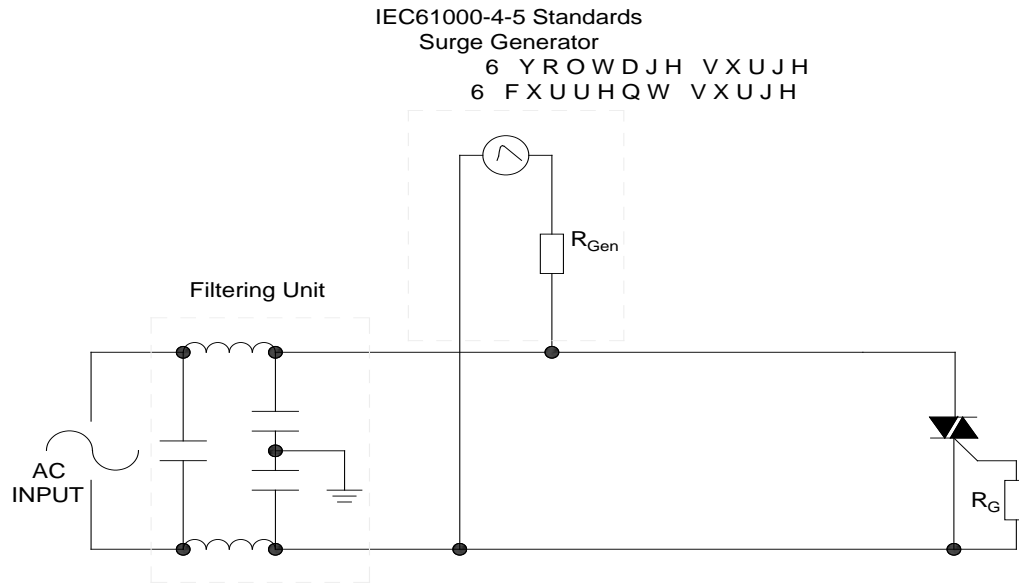 IEC61000-4-5 Standards
Surge Generator
6 YROWDJH VXUJH
6 FXUUHQW VXUJH
RGen
Filtering Unit
AC
INPUT
RG